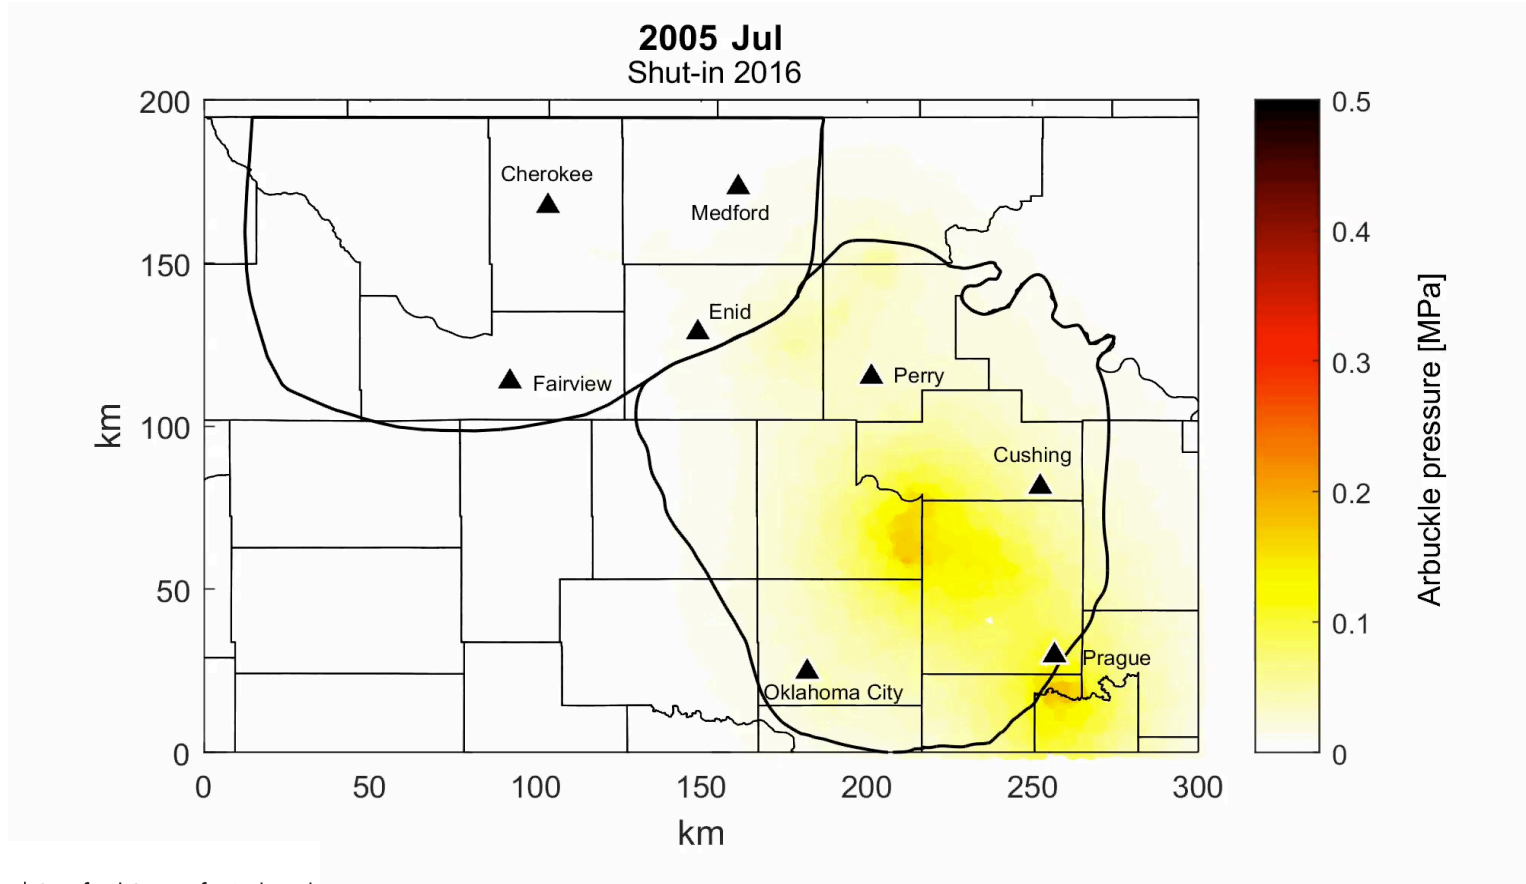 2005 Jul
Shut-in 2016
200
150
100
50
0
km
0 50 100 150 200 250 300
km
Cherokee
Medford
Enid
Fairview
Perry
Cushing
Prague
Oklahoma City
0.5
0.4
0.3
0.2
0.1
0
Arbuckle pressure [MPa]